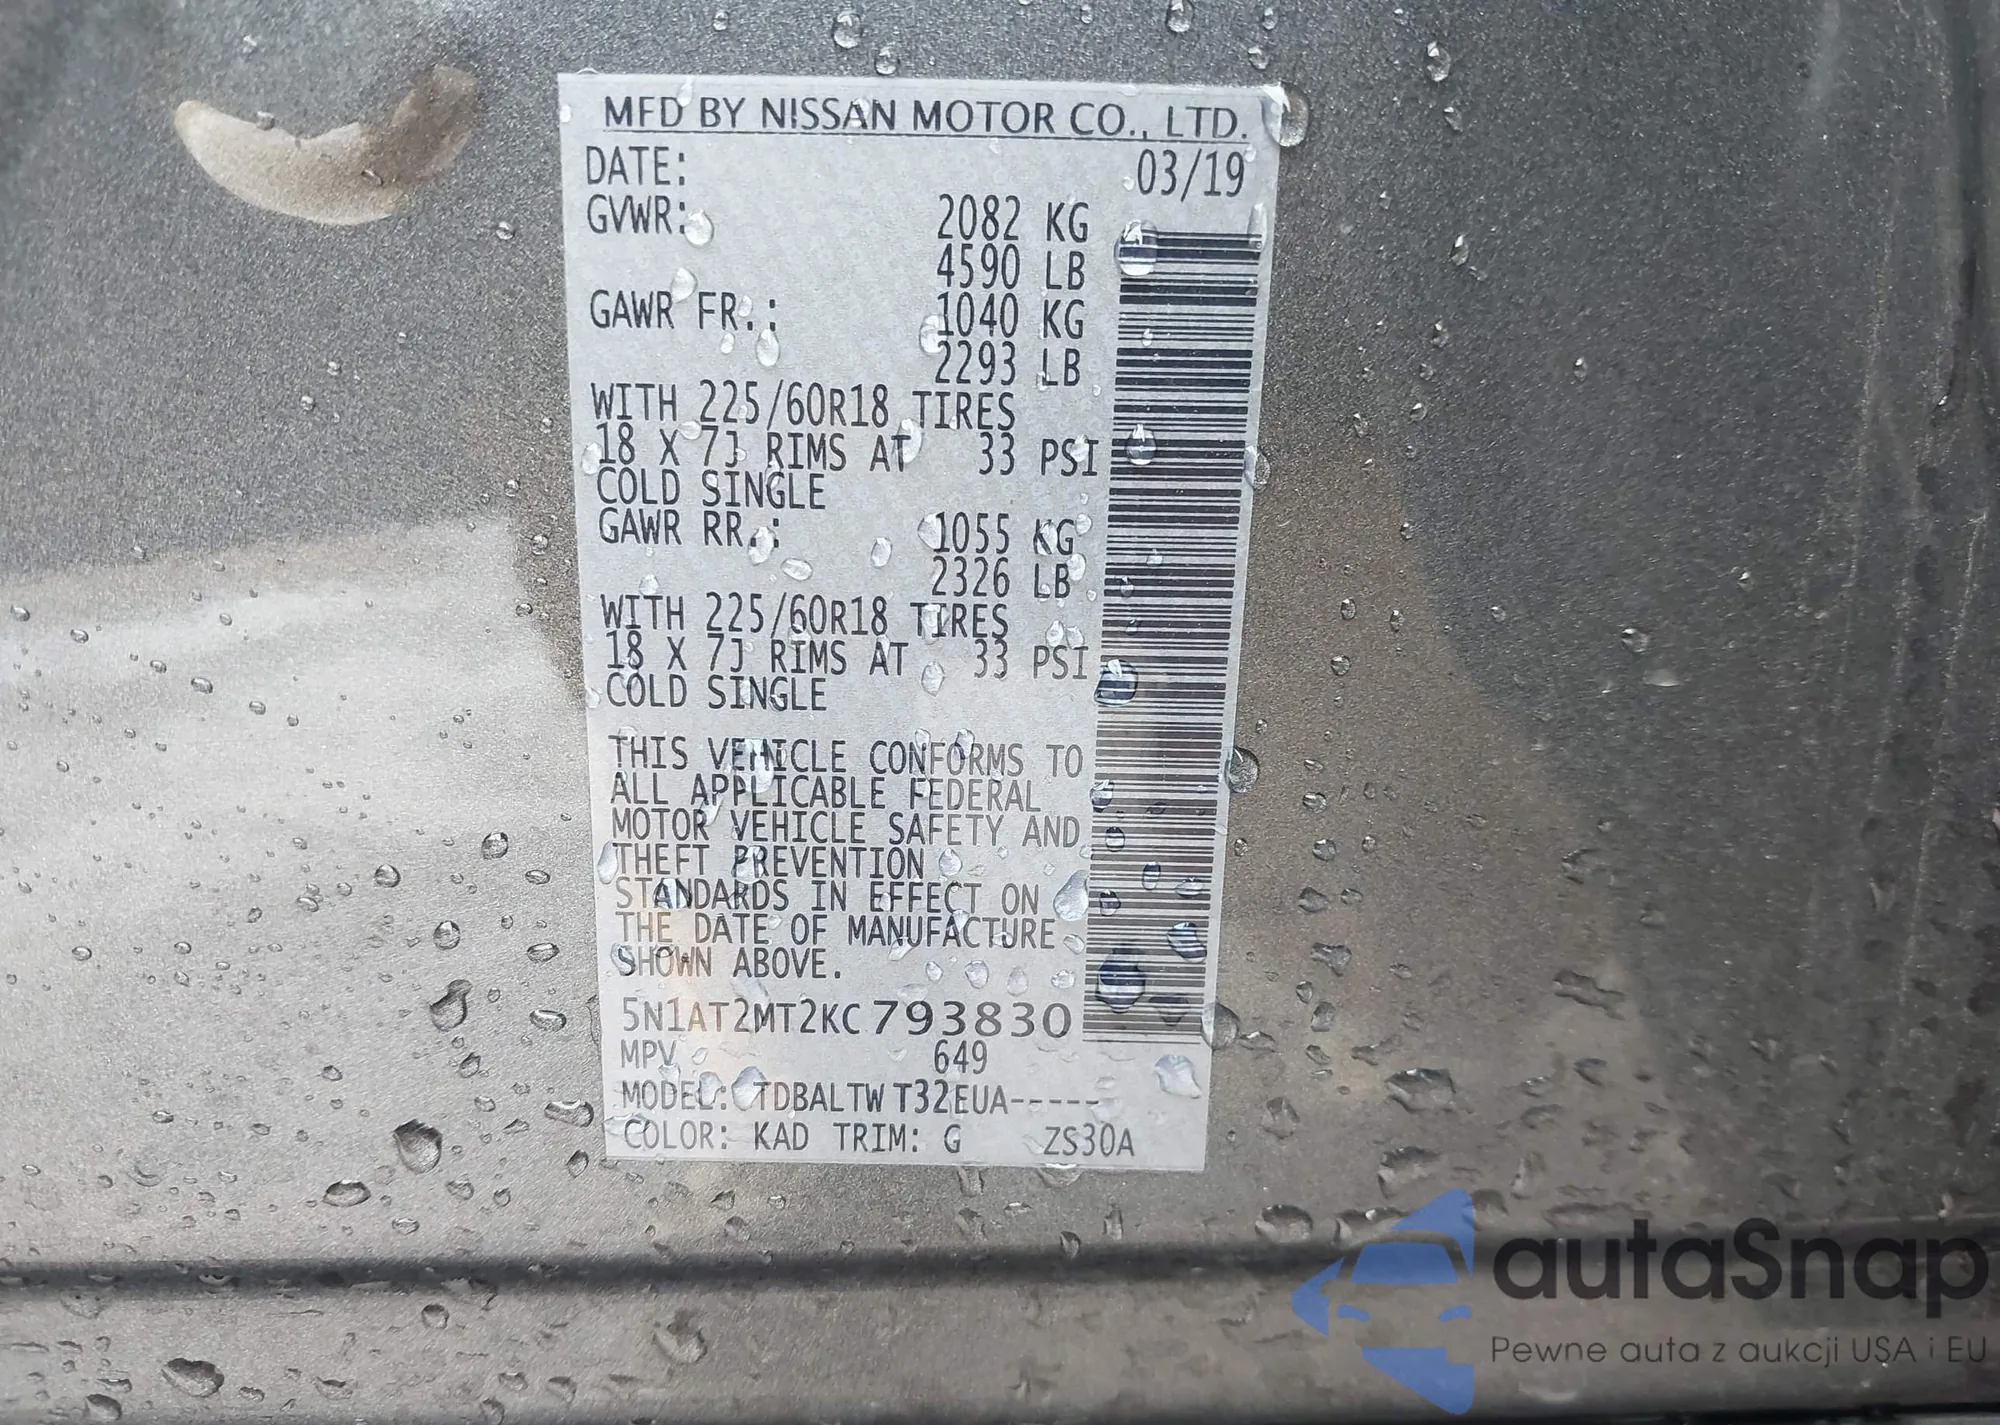 MFD BY NISSAN MOTOR CO., LTD.
DATE: 03/19
GVWR: 2082 KG
4590 LB
GAWR FR.: 1040 KG
2293 LB
WITH 225/60R18 TIRES
18 X 7J RIMS AT 33 PSI
COLD SINGLE
GAWR RR.: 1055 KG
2326 LB
WITH 225/60R18 TIRES
18 X 7J RIMS AT 33 PSI
COLD SINGLE
THIS VEHICLE CONFORMS TO
ALL APPLICABLE FEDERAL
MOTOR VEHICLE SAFETY AND
THEFT PREVENTION
STANDARDS IN EFFECT ON
THE DATE OF MANUFACTURE
SHOWN ABOVE.
5N1AT2MT2KC793830
MPV 649
MODEL: TDBALTW T32EUA-----
COLOR: KAD TRIM: G ZS30A
autaSnap
Pewne auta z aukcji USA i EU